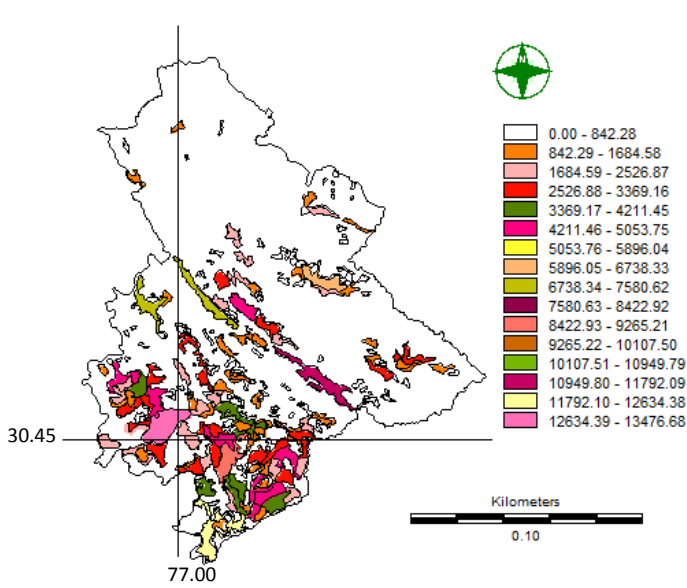 0.00 - 842.28
842.29 - 1684.58
1684.59 - 2526.87
2526.88 - 3369.16
3369.17 - 4211.45
4211.46 - 5053.75
5053.76 - 5896.04
5896.05 - 6738.33
6738.34 - 7580.62
7580.63 - 8422.92
8422.93 - 9265.21
9265.22 - 10107.50
10107.51 - 10949.79
10949.80 - 11792.09
11792.10 - 12634.38
12634.39 - 13476.68
30.45
Kilometers
0.10
77.00